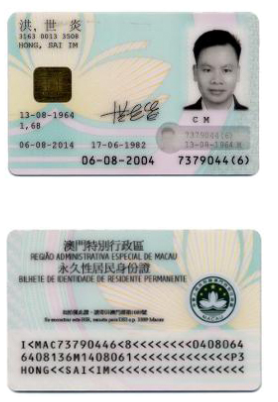 洪, 世 炎
3163 0013 3508
HONG, SAI IM
13-08-1964
1,68
C M
7379044(6)
13-08-1964 M
06-08-2014 17-06-1982
06-08-2004 7379044(6)
澳門特別行政區
REGIÃO ADMINISTRATIVA ESPECIAL DE MACAU
永久性居民身份證
BILHETE DE IDENTIDADE DE RESIDENTE PERMANENTE
MACAU
I<MAC73790446<8<<<<<<<<0408064
6408136M1408061<<<<<<<<<<<<P3
HONG<<SAI<IM<<<<<<<<<<<<<<<<<<